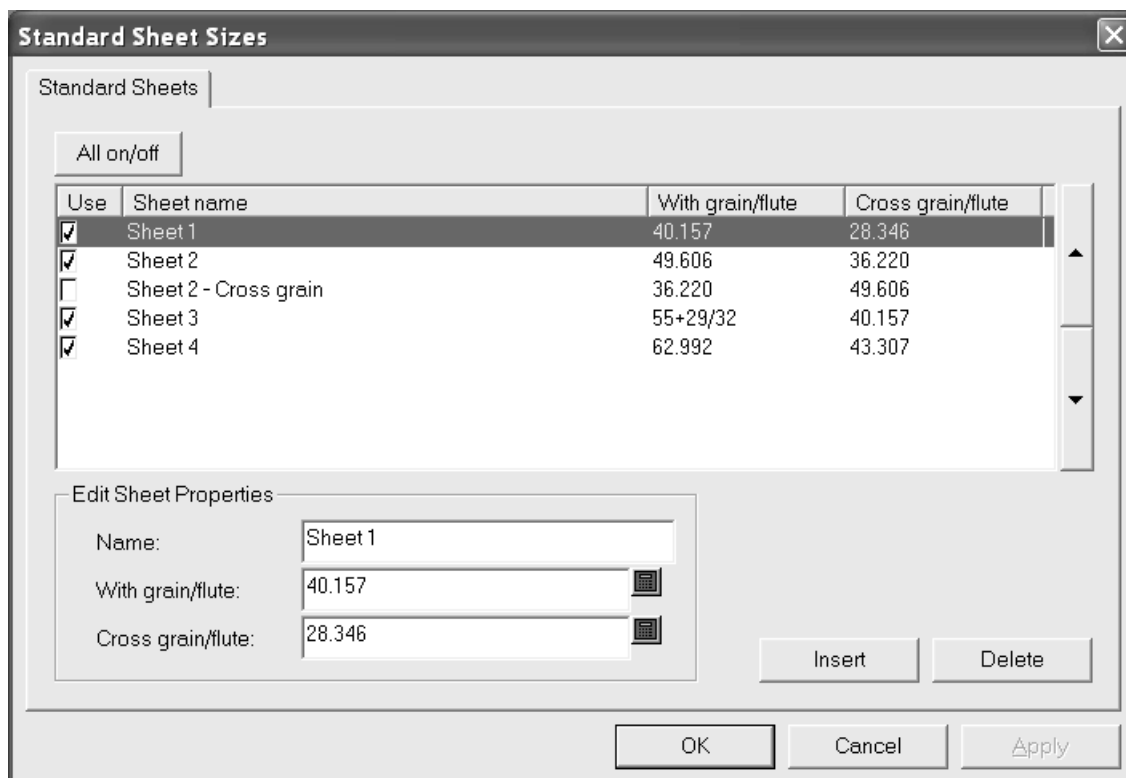 Standard Sheet Sizes
Standard Sheets
All on/off
Use Sheet name With grain/flute Cross grain/flute
Sheet 1 40.157 28.346
Sheet 2 49.606 36.220
Sheet 2 - Cross grain 36.220 49.606
Sheet 3 55+29/32 40.157
Sheet 4 62.992 43.307
Edit Sheet Properties
Name: Sheet 1
With grain/flute: 40.157
Cross grain/flute: 28.346
Insert Delete
OK Cancel Apply